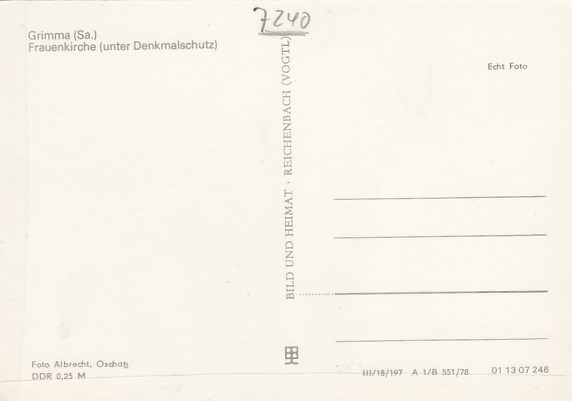 7240
Grimma (Sa.)
Frauenkirche (unter Denkmalschutz)
Echt Foto
BILD UND HEIMAT · REICHENBACH (VOGTL)
Foto Albrecht, Oschatz
DDR 0,25 M
III/18/197 A 1/B 551/78 01 13 07 246